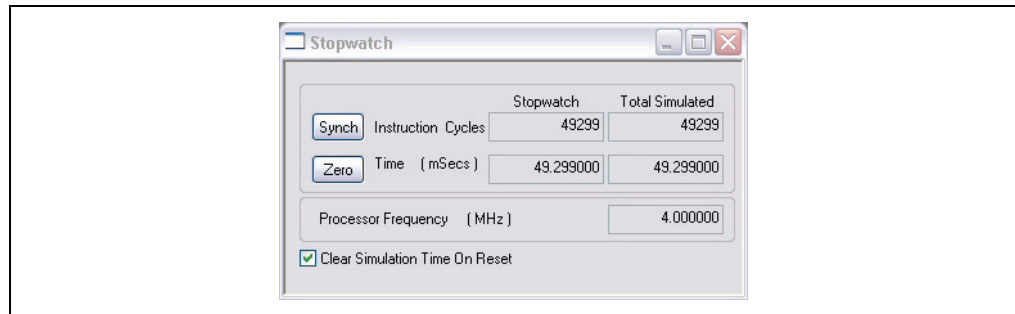 Stopwatch
Stopwatch Total Simulated
Synch Instruction Cycles 49299 49299
Zero Time (mSecs) 49.299000 49.299000
Processor Frequency (MHz) 4.000000
Clear Simulation Time On Reset